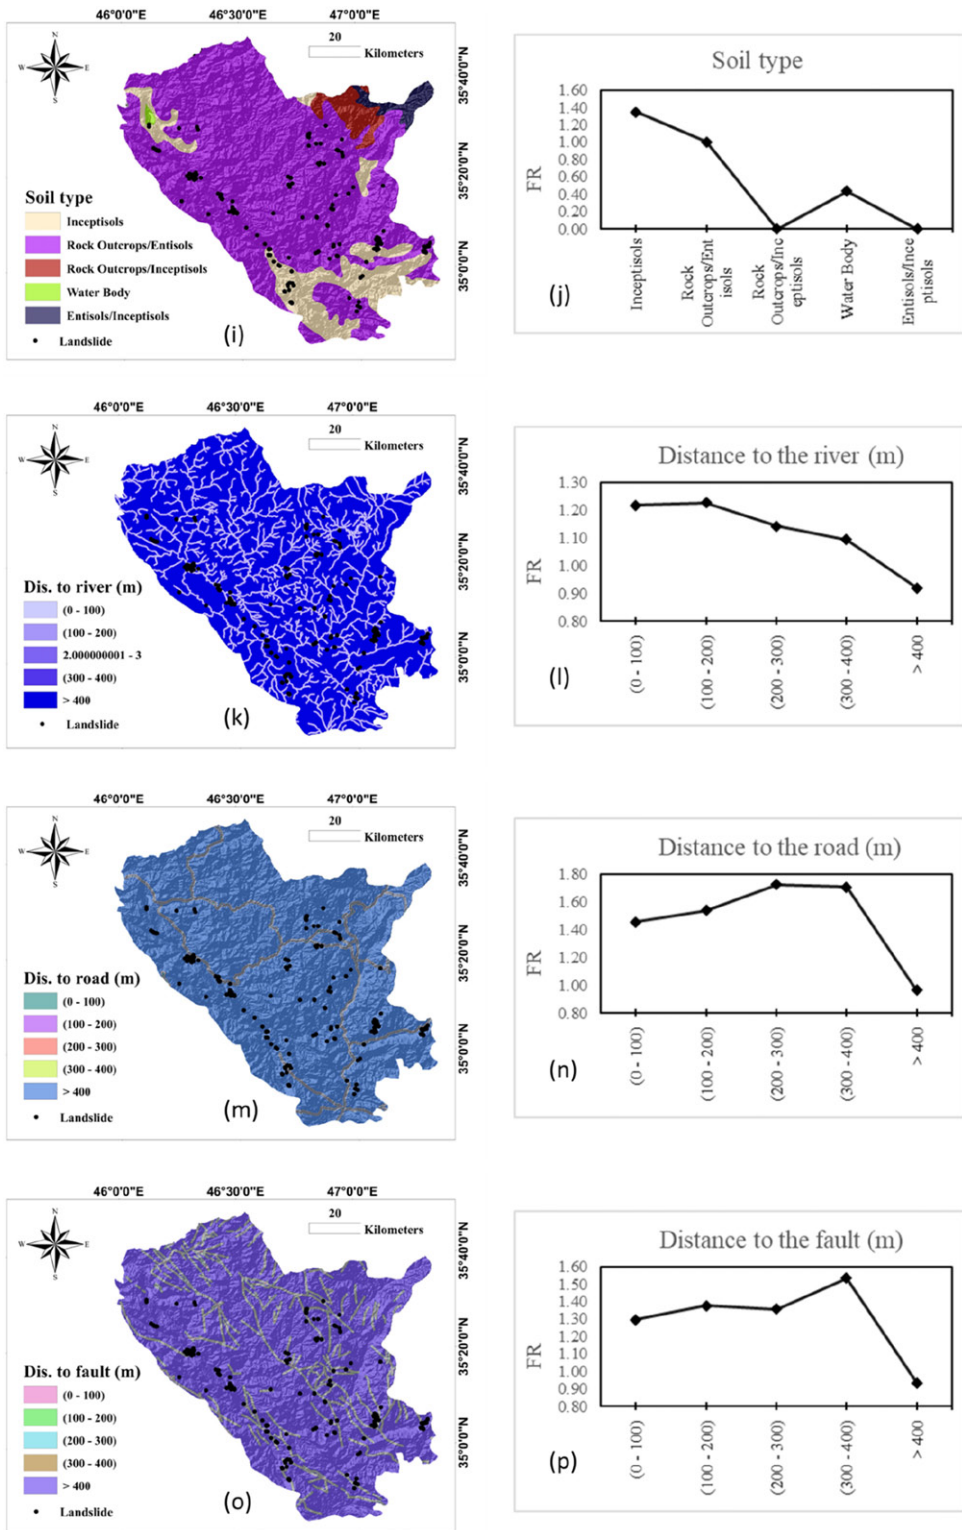 46°0'0"E 46°30'0"E 47°0'0"E
N
W E
S
20
Kilometers
35°40'0"N
35°20'0"N
35°0'0"N
Soil type
Inceptisols
Rock Outcrops/Entisols
Rock Outcrops/Inceptisols
Water Body
Entisols/Inceptisols
Landslide
(i)
Soil type
FR
1.60
1.40
1.20
1.00
0.80
0.60
0.40
0.20
0.00
Inceptisols
Rock
Outcrops/Ent
isols
Rock
Outcrops/Inc
eptisols
Water Body
Entisols/Ince
ptisols
(j)
46°0'0"E 46°30'0"E 47°0'0"E
N
W E
S
20
Kilometers
35°40'0"N
35°20'0"N
35°0'0"N
Dis. to river (m)
(0 - 100)
(100 - 200)
2.000000001 - 3
(300 - 400)
> 400
Landslide
(k)
Distance to the river (m)
FR
1.30
1.20
1.10
1.00
0.90
0.80
(0 - 100)
(100 - 200)
(200 - 300)
(300 - 400)
> 400
(l)
46°0'0"E 46°30'0"E 47°0'0"E
N
W E
S
20
Kilometers
35°40'0"N
35°20'0"N
35°0'0"N
Dis. to road (m)
(0 - 100)
(100 - 200)
(200 - 300)
(300 - 400)
> 400
Landslide
(m)
Distance to the road (m)
FR
1.80
1.60
1.40
1.20
1.00
0.80
(0 - 100)
(100 - 200)
(200 - 300)
(300 - 400)
> 400
(n)
46°0'0"E 46°30'0"E 47°0'0"E
N
W E
S
20
Kilometers
35°40'0"N
35°20'0"N
35°0'0"N
Dis. to fault (m)
(0 - 100)
(100 - 200)
(200 - 300)
(300 - 400)
> 400
Landslide
(o)
Distance to the fault (m)
FR
1.60
1.50
1.40
1.30
1.20
1.10
1.00
0.90
0.80
(0 - 100)
(100 - 200)
(200 - 300)
(300 - 400)
> 400
(p)